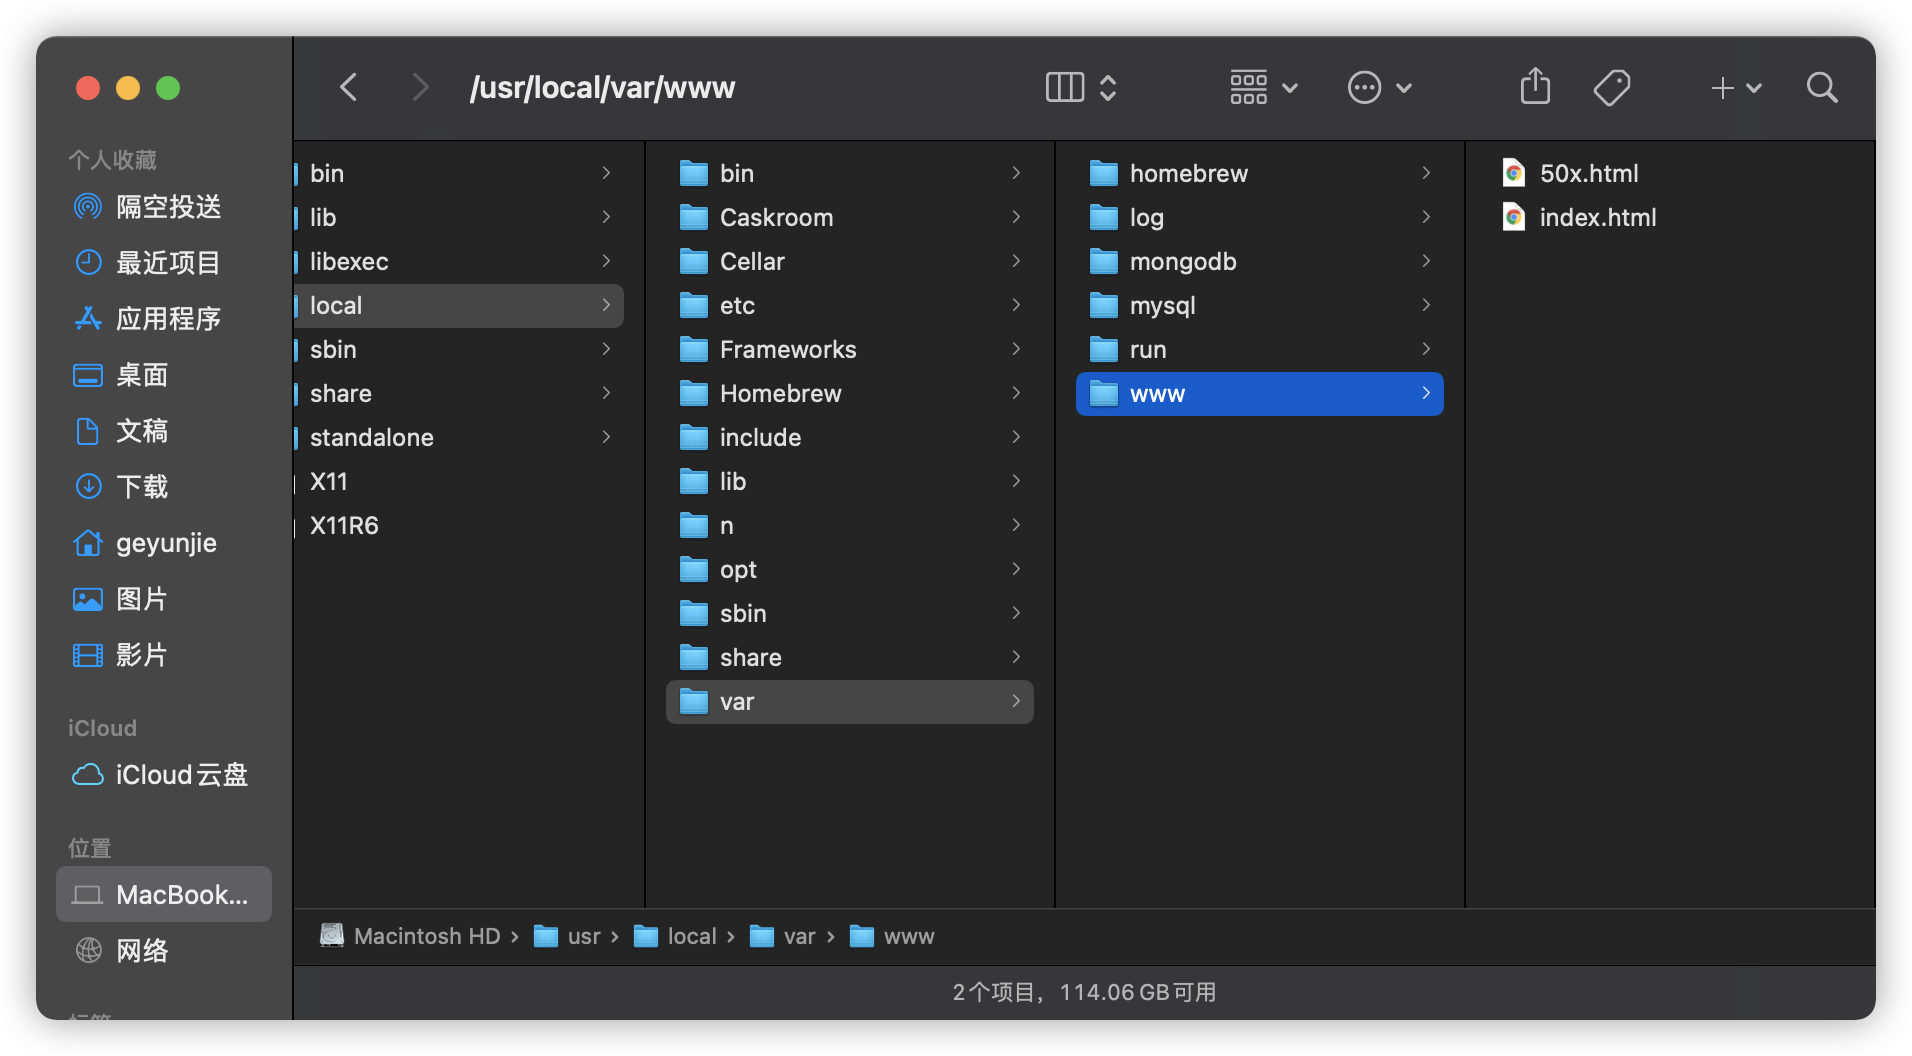 /usr/local/var/www
个人收藏
隔空投送
最近项目
应用程序
桌面
文稿
下载
geyunjie
图片
影片
iCloud
iCloud云盘
位置
MacBook...
网络
标签
bin
lib
libexec
local
sbin
share
standalone
X11
X11R6
bin
Caskroom
Cellar
etc
Frameworks
Homebrew
include
lib
n
opt
sbin
share
var
homebrew
log
mongodb
mysql
run
www
50x.html
index.html
Macintosh HD › usr › local › var › www
2个项目，114.06 GB可用